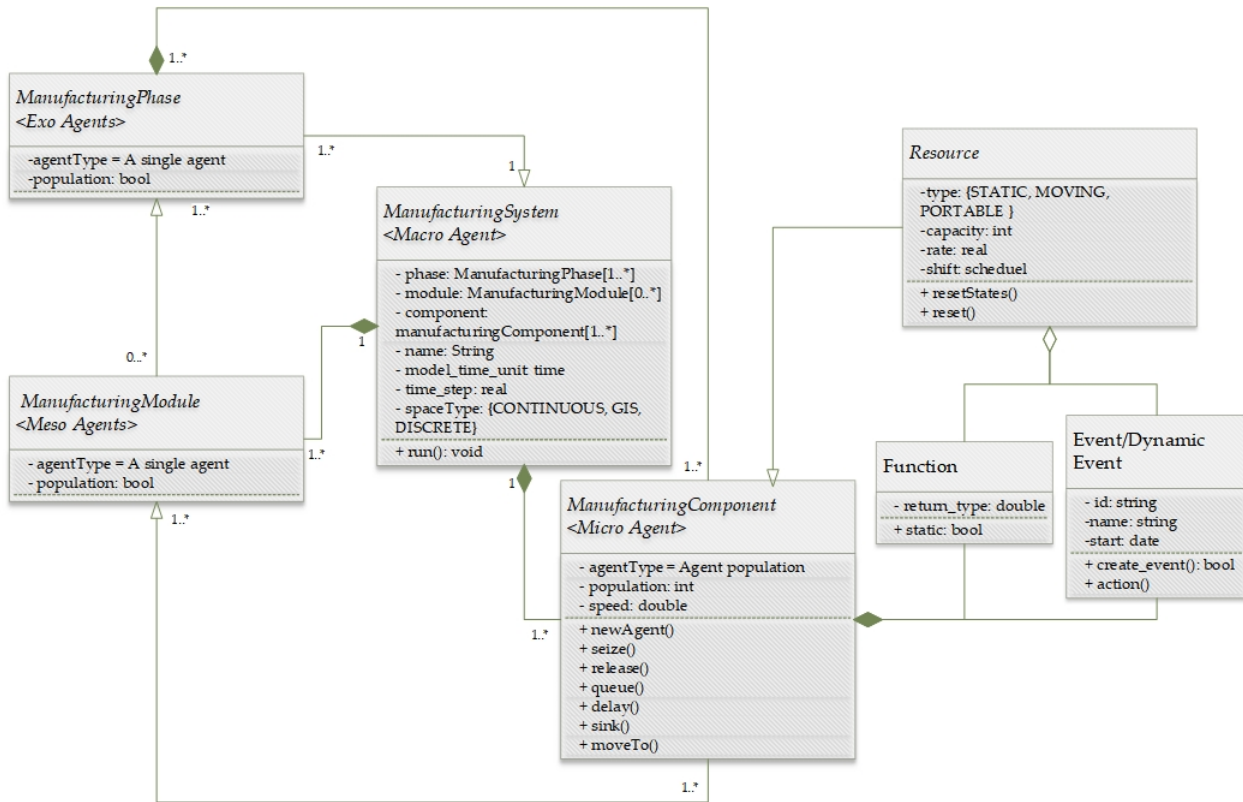 1..*
ManufacturingPhase
<Exo Agents>
-agentType = A single agent
-population: bool
1..*
1
1..*
ManufacturingSystem
<Macro Agent>
- phase: ManufacturingPhase[1..*]
- module: ManufacturingModule[0..*]
- component:
manufacturingComponent[1..*]
- name: String
- model_time_unit: time
- time_step: real
- spaceType: {CONTINUOUS, GIS,
DISCRETE}
+ run(): void
1
0...*
ManufacturingModule
<Meso Agents>
- agentType = A single agent
- population: bool
1..*
1..*
1
1..*
ManufacturingComponent
<Micro Agent>
- agentType = Agent population
- population: int
- speed: double
+ newAgent()
+ seize()
+ release()
+ queue()
+ delay()
+ sink()
+ moveTo()
1..*
1..*
Resource
-type: {STATIC, MOVING,
PORTABLE }
-capacity: int
-rate: real
-shift: scheduel
+ resetStates()
+ reset()
Function
- return_type: double
+ static: bool
Event/Dynamic
Event
- id: string
-name: string
-start: date
+ create_event(): bool
+ action()